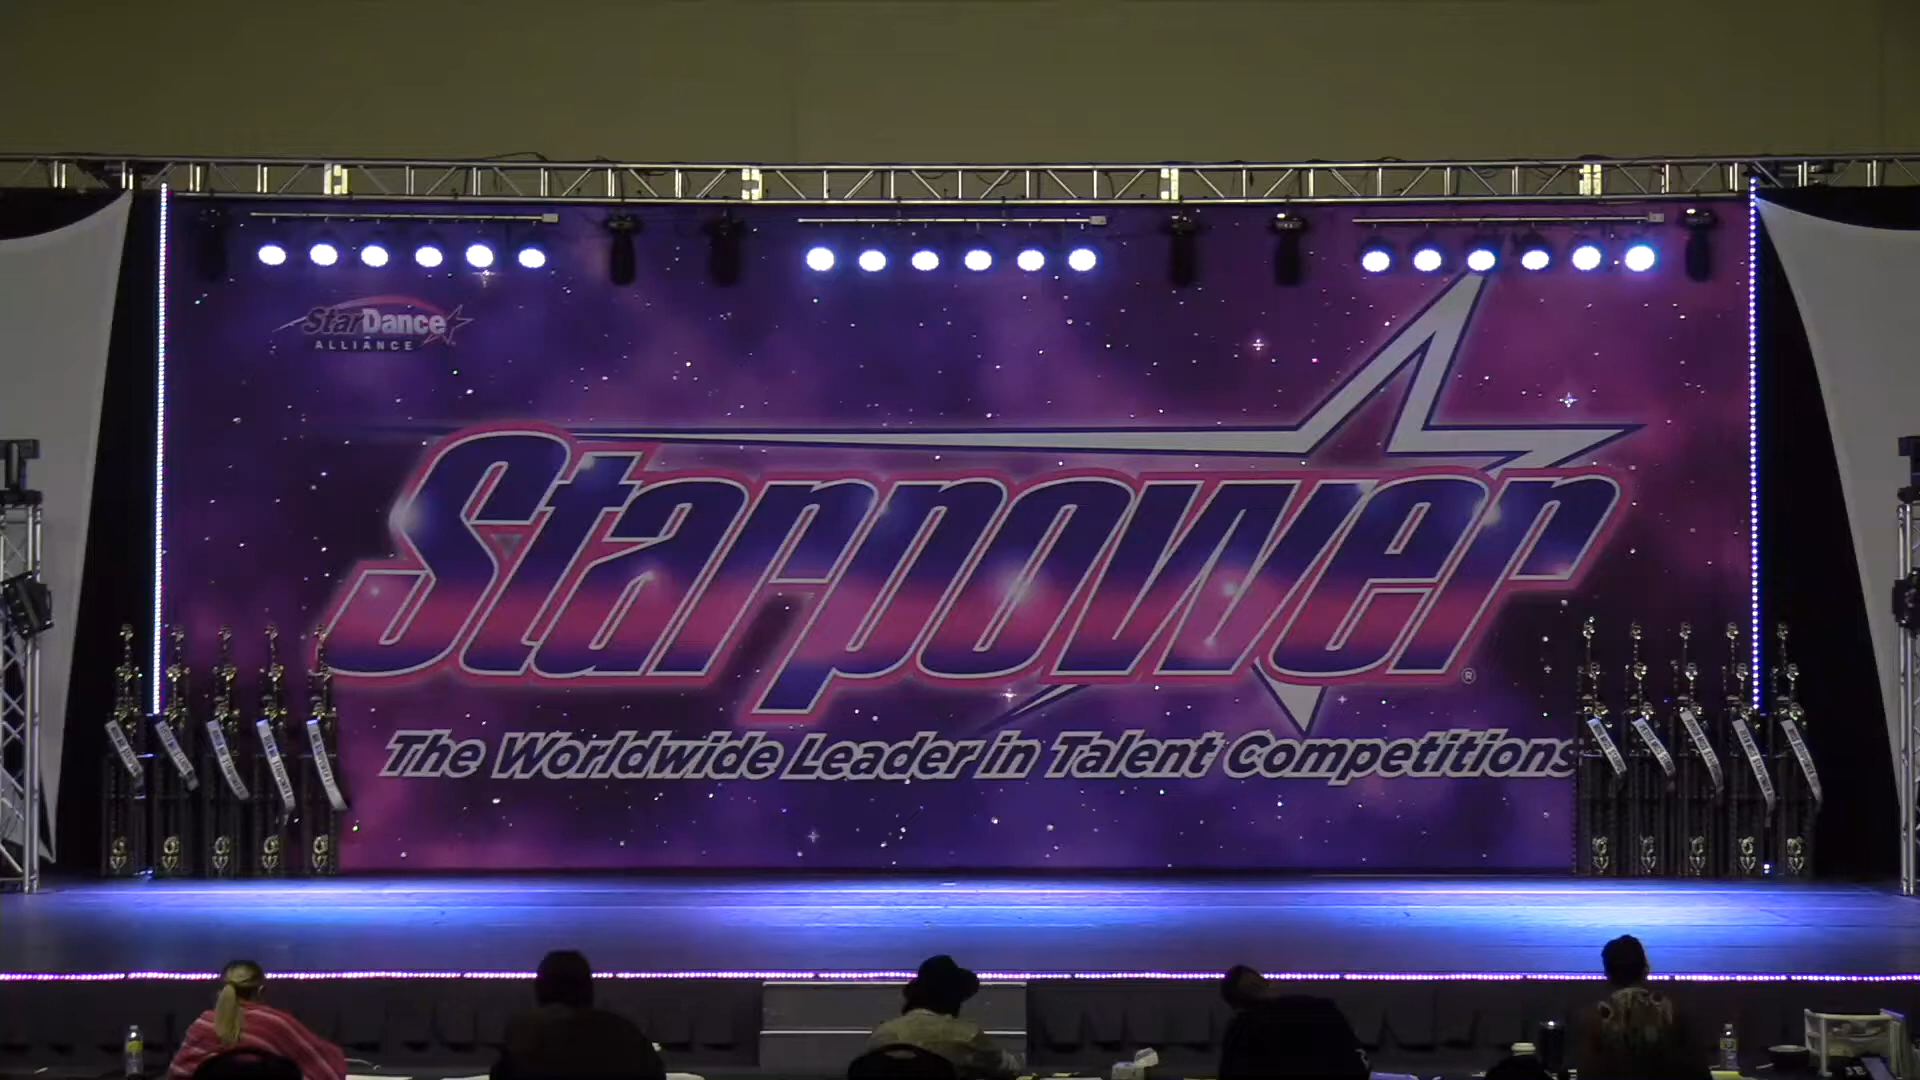 StarDance
ALLIANCE
Starpower®
The Worldwide Leader in Talent Competitions